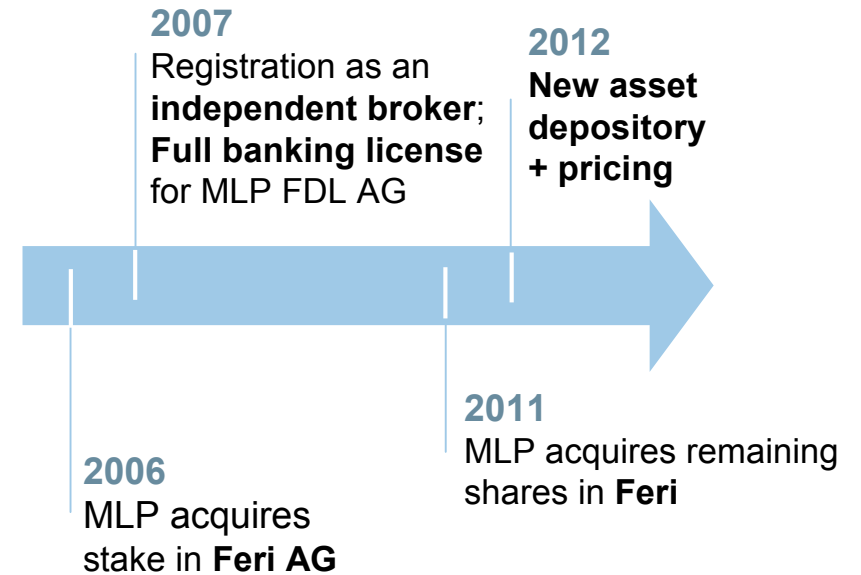 2007
Registration as an
independent broker;
Full banking license
for MLP FDL AG
2012
New asset
depository
+ pricing
2006
MLP acquires
stake in Feri AG
2011
MLP acquires remaining
shares in Feri